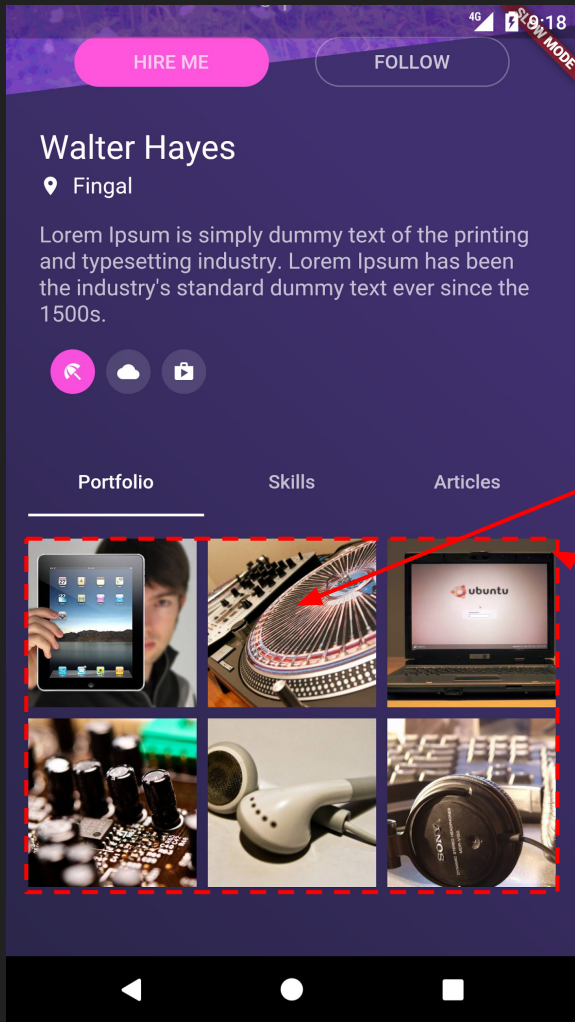 4G 9:18
SLOW MODE
HIRE ME FOLLOW
Walter Hayes
Fingal
Lorem Ipsum is simply dummy text of the printing
and typesetting industry. Lorem Ipsum has been
the industry's standard dummy text ever since the
1500s.
Portfolio Skills Articles
ubuntu
SONY